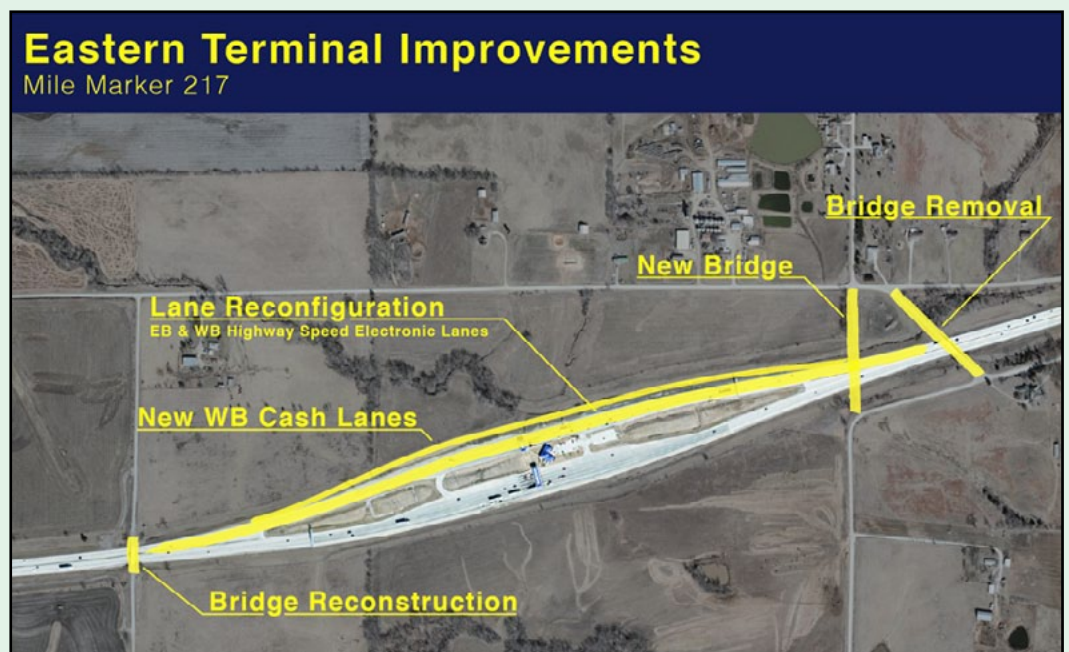 Eastern Terminal Improvements
Mile Marker 217
Bridge Removal
New Bridge
Lane Reconfiguration
EB & WB Highway Speed Electronic Lanes
New WB Cash Lanes
Bridge Reconstruction